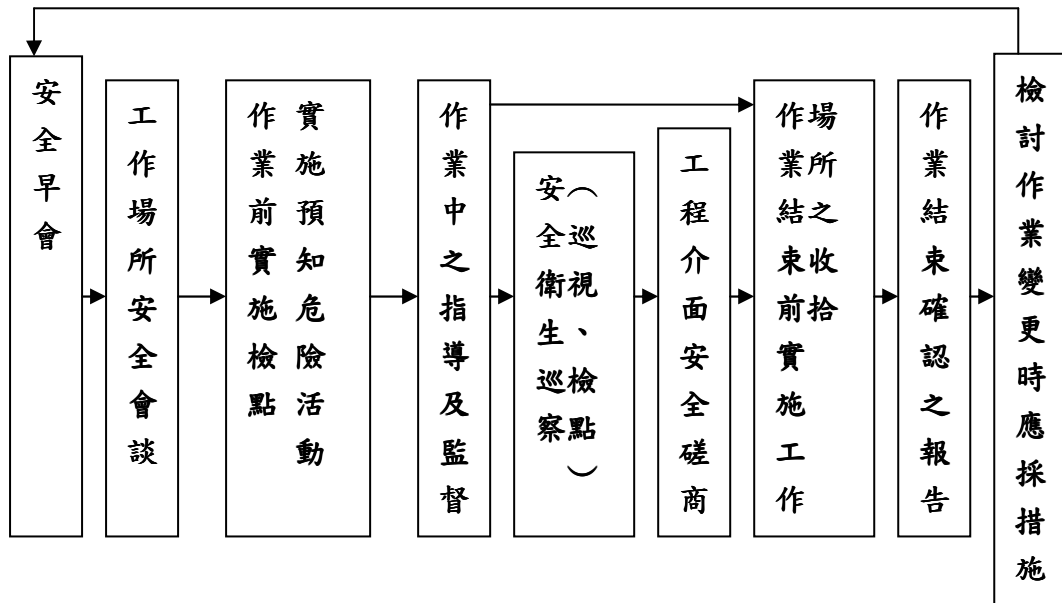 安全早會
工作場所安全會談
作業前實施檢點
實施預知危險活動
作業中之指導及監督
安全衛生巡察
（巡視、檢點）
工程介面安全磋商
作業結束前實施工作
場所之收拾
作業結束確認之報告
檢討作業變更時應採措施